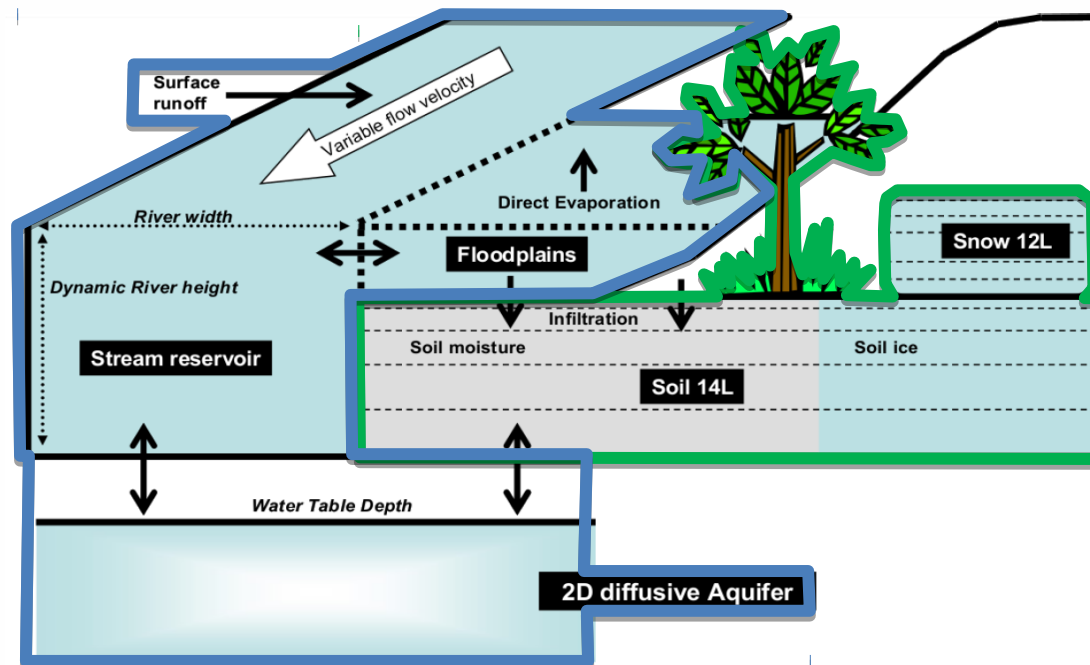 Surface
runoff
Variable flow velocity
River width
Direct Evaporation
Floodplains
Snow 12L
Dynamic River height
Infiltration
Stream reservoir
Soil moisture
Soil ice
Soil 14L
Water Table Depth
2D diffusive Aquifer